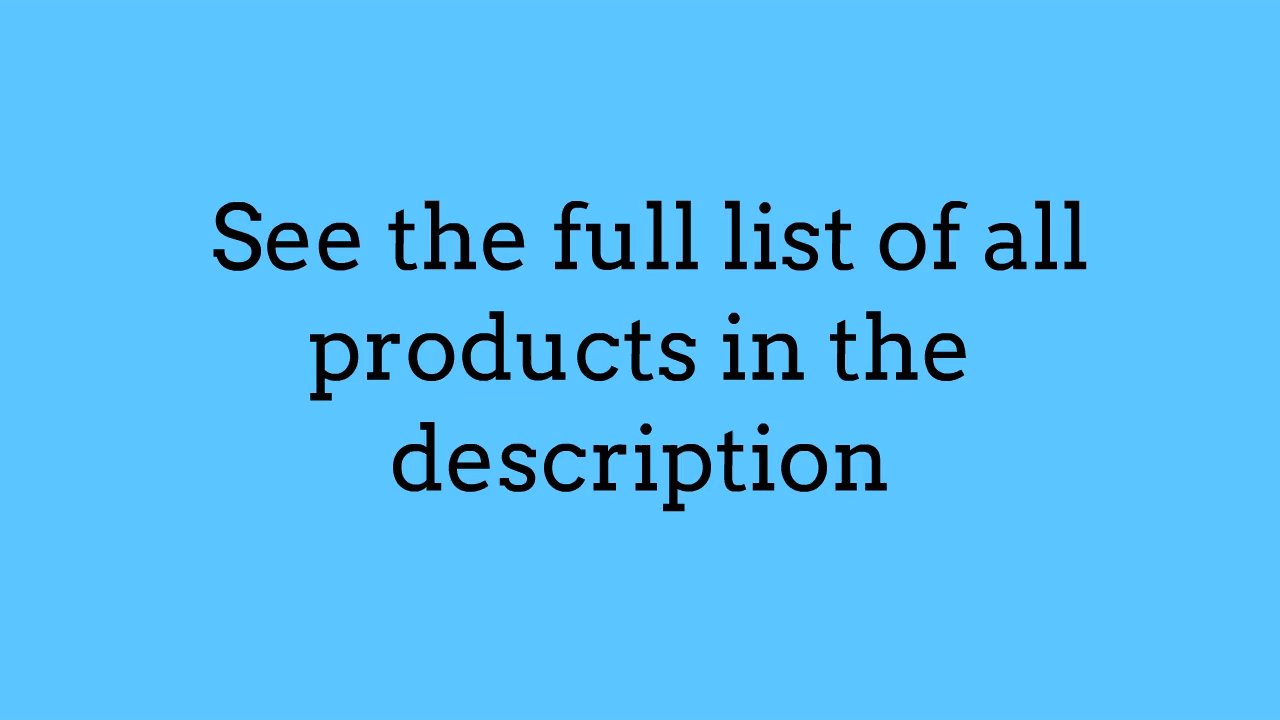 See the full list of all
products in the
description